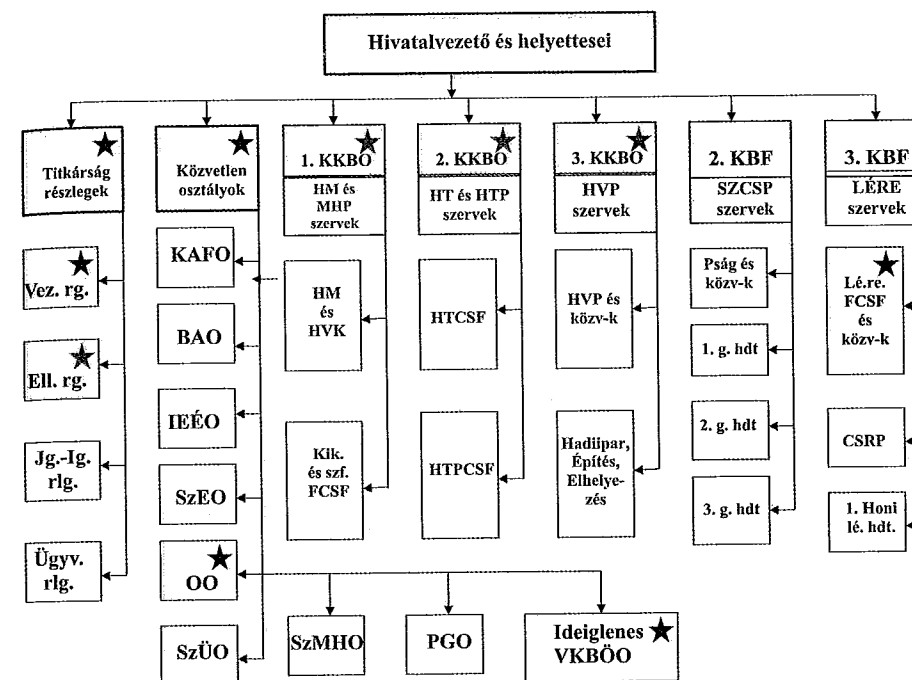 Hivatalvezető és helyettesei
Titkárság
részlegek
Közvetlen
osztályok
1. KKBO
HM és
MHP
szervek
2. KKBO
HT és HTP
szervek
3. KKBO
HVP
szervek
2. KBF
SZCSP
szervek
3. KBF
LÉRE
szervek
Vez. rg.
Ell. rg.
Jg.-Ig.
rlg.
Ügyv.
rlg.
KAFO
BAO
IEÉO
SzEO
OO
SzÜO
HM
és
HVK
Kik.
és szf.
FCSF
HTCSF
HTPCSF
HVP és
közv-k
Hadiipar,
Építés,
Elhelye-
zés
Pság és
közv-k
1. g. hdt
2. g. hdt
3. g. hdt
Lé.re.
FCSF
és
közv-k
CSRP
1. Honi
lé. hdt.
SzMHO
PGO
Ideiglenes
VKBÖO